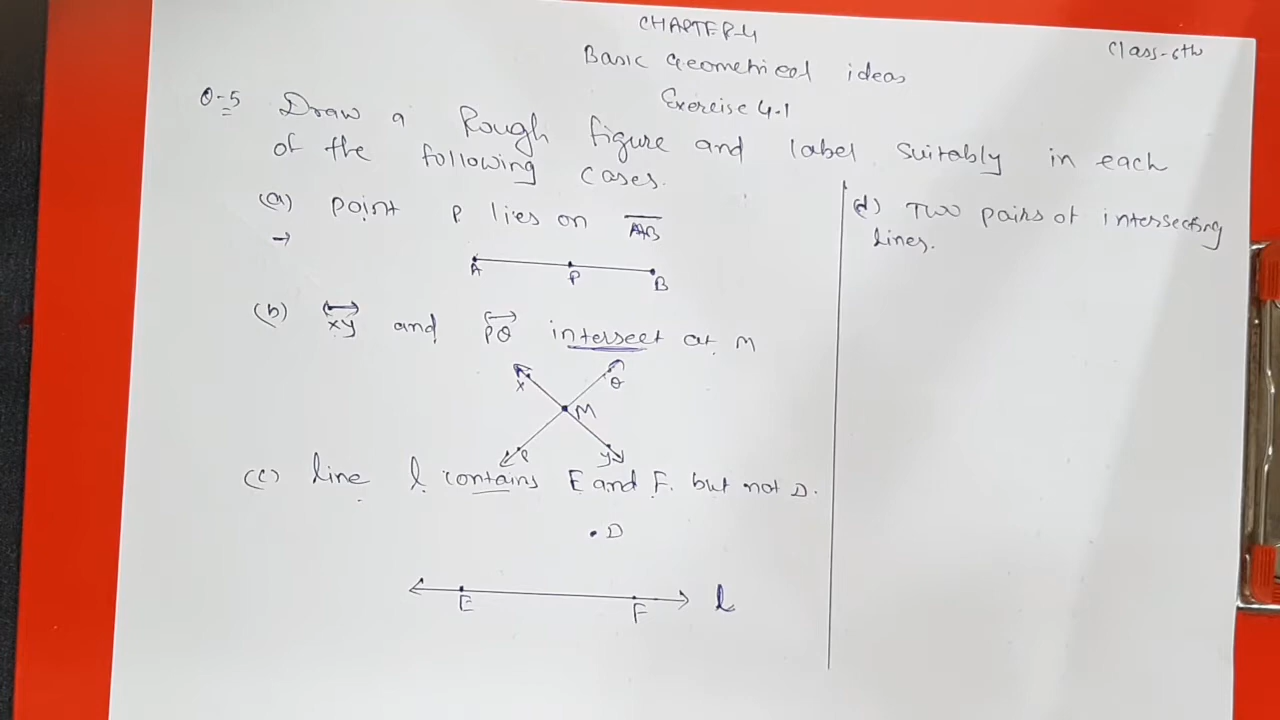 CHAPTER-4
Class-6th
Basic Geometrical ideas
Exercise 4.1
Q-5 Draw a Rough figure and label suitably in each
of the following cases.
(a) point P lies on AB
→
A P B
(b) XY and PQ intersect at M
X Q
M
P Y
(c) line l contains E and F. but not D.
D
E F l
(d) Two pairs of intersecting
lines.